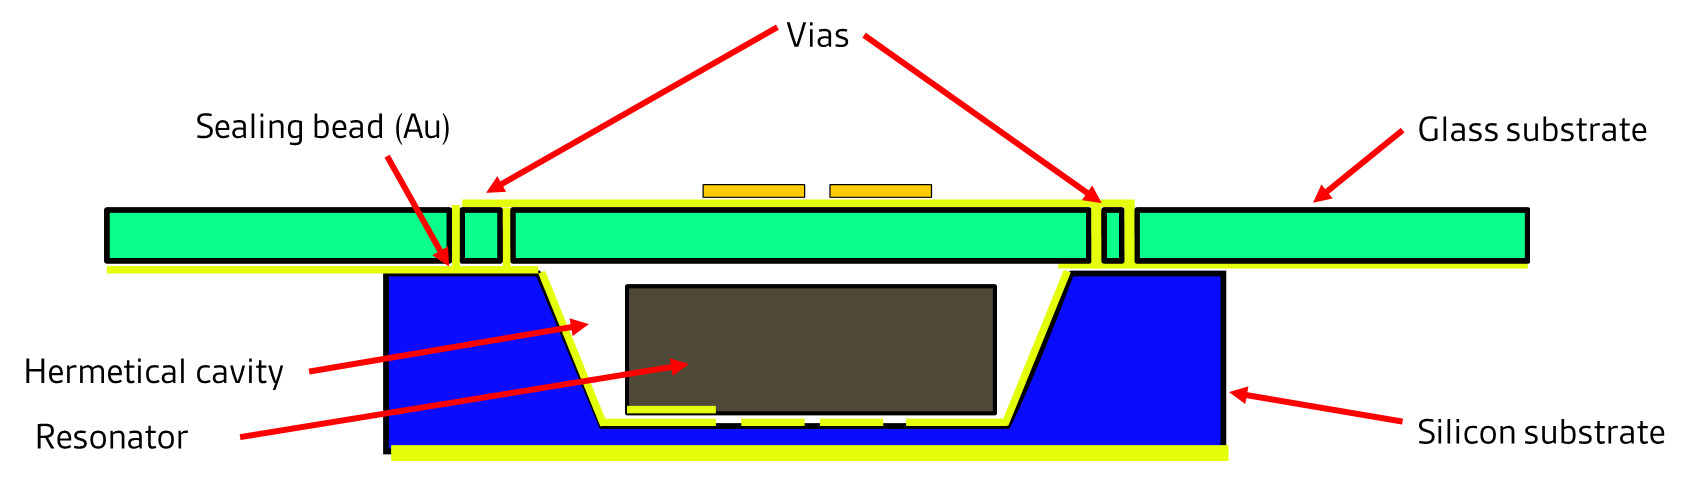 Vias
Sealing bead (Au)
Glass substrate
Hermetical cavity
Resonator
Silicon substrate